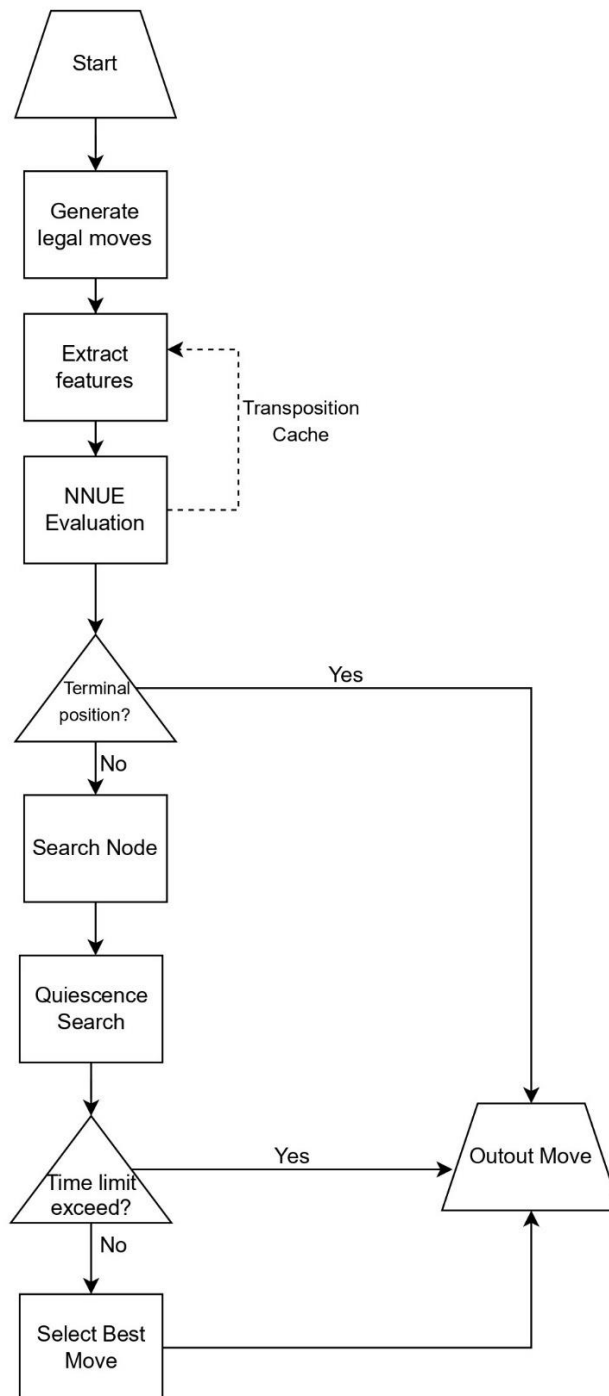 Start
Generate
legal moves
Extract
features
Transposition
Cache
NNUE
Evaluation
Terminal
position?
Yes
No
Search Node
Quiescence
Search
Time limit
exceed?
Yes
Outout Move
No
Select Best
Move